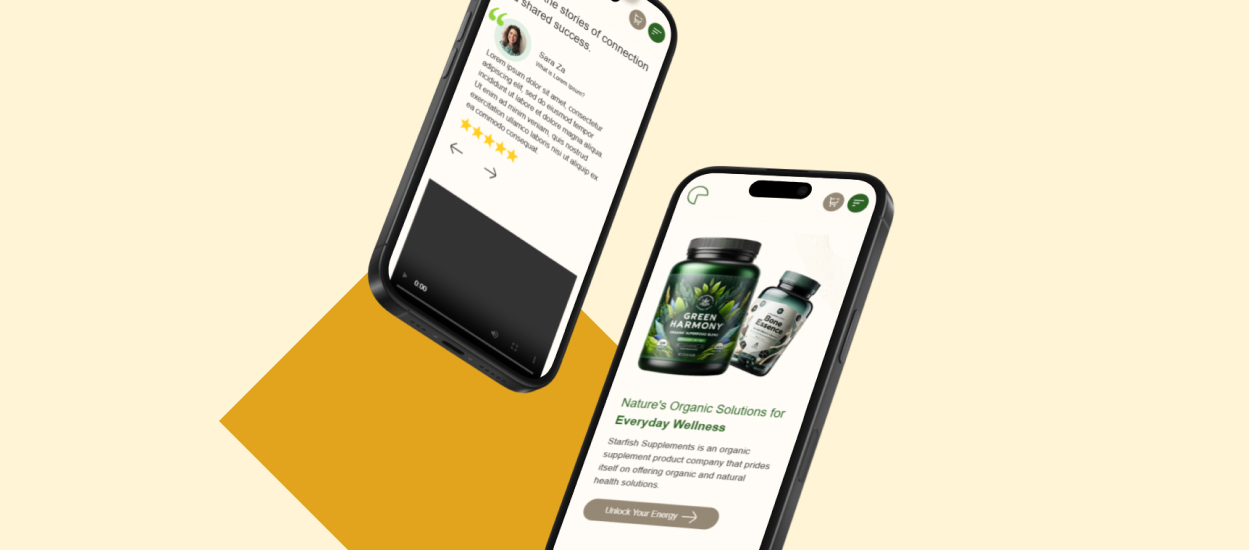 the stories of connection
shared success.
Sara Za
What is Lorem Ipsum?
Lorem ipsum dolor sit amet, consectetur
adipiscing elit, sed do eiusmod tempor
incididunt ut labore et dolore magna aliqua.
Ut enim ad minim veniam, quis nostrud
exercitation ullamco laboris nisi ut aliquip ex
ea commodo consequat.
0:00
GREEN
HARMONY
ORGANIC SUPERFOOD BLEND
Bone
Essence
Nature's Organic Solutions for
Everyday Wellness
Starfish Supplements is an organic
supplement product company that prides
itself on offering organic and natural
health solutions.
Unlock Your Energy